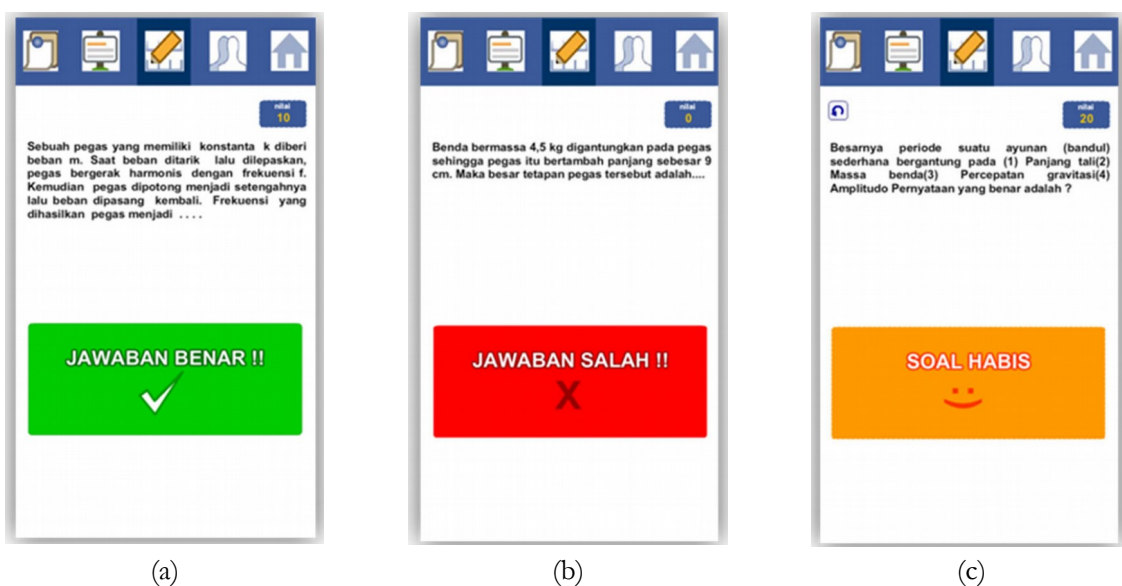 nilai
10
Sebuah pegas yang memiliki konstanta k diberi
beban m. Saat beban ditarik lalu dilepaskan,
pegas bergerak harmonis dengan frekuensi f.
Kemudian pegas dipotong menjadi setengahnya
lalu beban dipasang kembali. Frekuensi yang
dihasilkan pegas menjadi . . . .
JAWABAN BENAR !!
(a)
nilai
0
Benda bermassa 4,5 kg digantungkan pada pegas
sehingga pegas itu bertambah panjang sebesar 9
cm. Maka besar tetapan pegas tersebut adalah....
JAWABAN SALAH !!
X
(b)
nilai
20
Besarnya periode suatu ayunan (bandul)
sederhana bergantung pada (1) Panjang tali(2)
Massa benda(3) Percepatan gravitasi(4)
Amplitudo Pernyataan yang benar adalah ?
SOAL HABIS
(c)